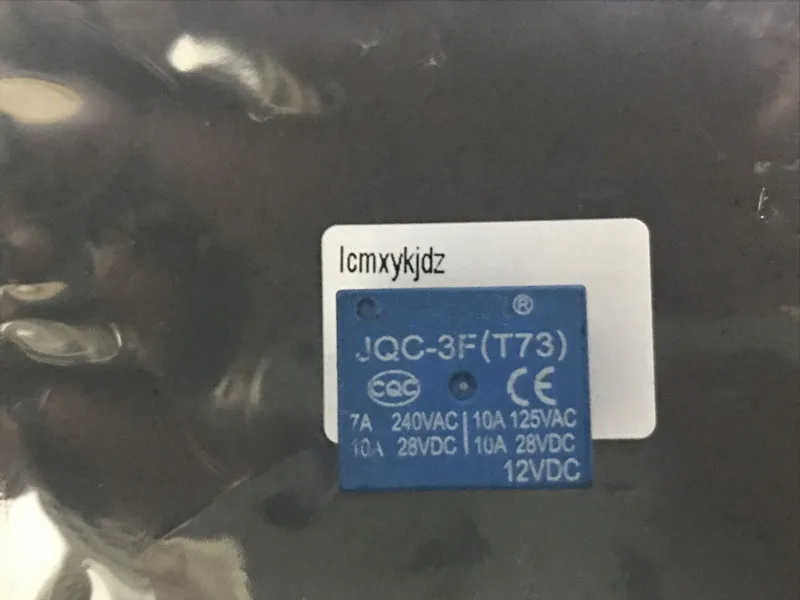 lcmxykjdz
®
JQC-3F(T73)
CQC CE
7A 240VAC | 10A 125VAC
10A 28VDC | 10A 28VDC
12VDC